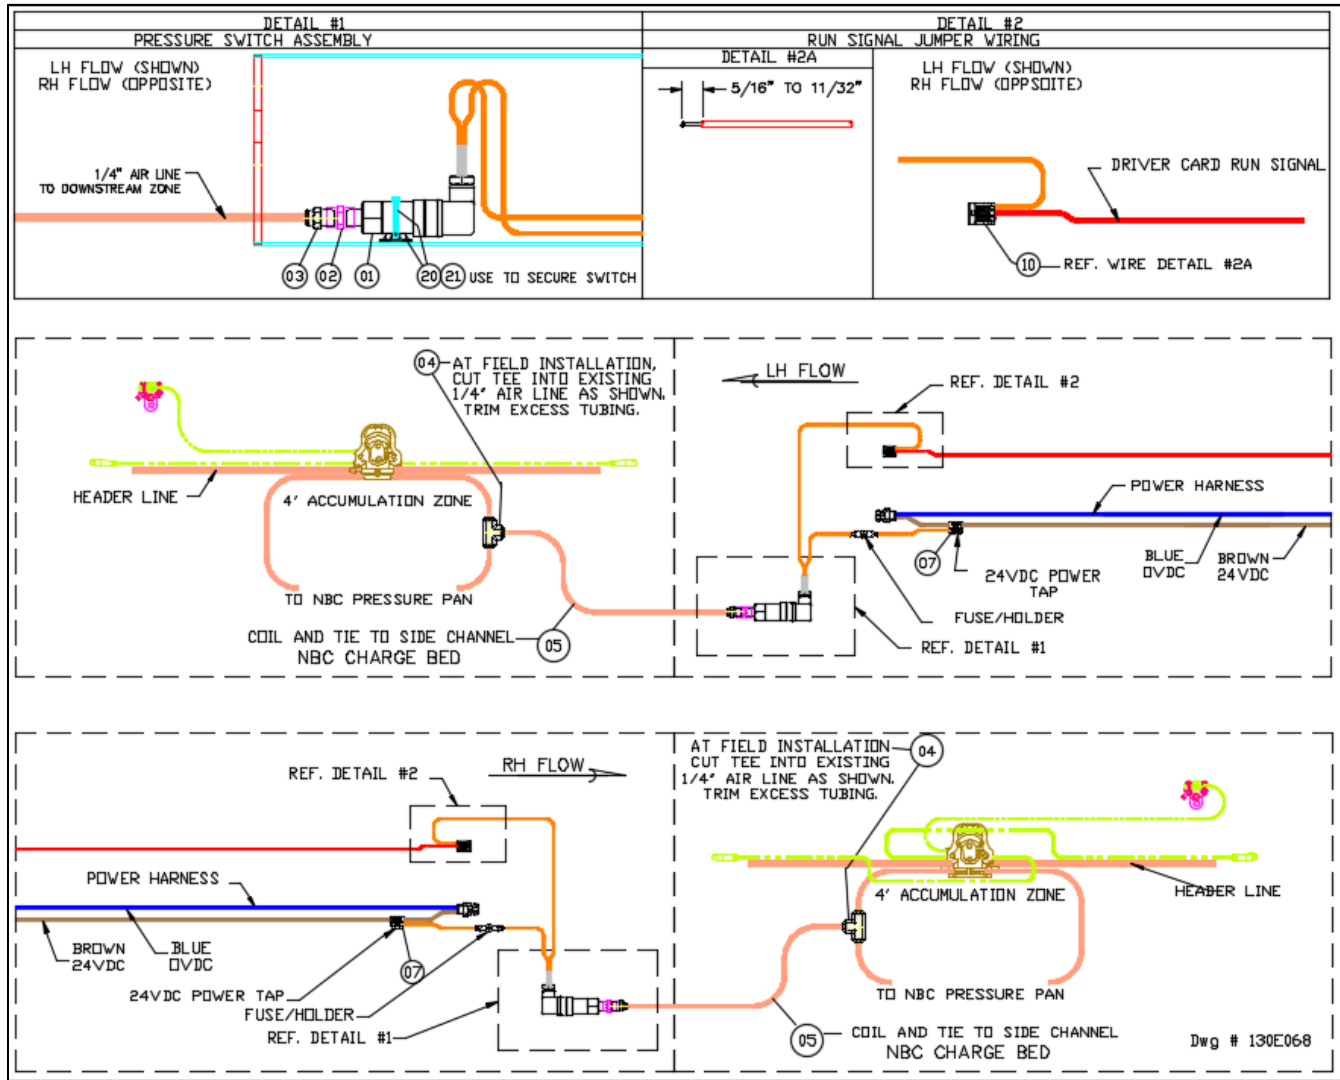 DETAIL #1
PRESSURE SWITCH ASSEMBLY
LH FLOW (SHOWN)
RH FLOW (OPPOSITE)
1/4" AIR LINE
TO DOWNSTREAM ZONE
03
02
01
20
21
USE TO SECURE SWITCH
DETAIL #2
RUN SIGNAL JUMPER WIRING
DETAIL #2A
5/16" TO 11/32"
LH FLOW (SHOWN)
RH FLOW (OPPSOITE)
DRIVER CARD RUN SIGNAL
10
REF. WIRE DETAIL #2A
04
AT FIELD INSTALLATION,
CUT TEE INTO EXISTING
1/4" AIR LINE AS SHOWN.
TRIM EXCESS TUBING.
HEADER LINE
4' ACCUMULATION ZONE
TO NBC PRESSURE PAN
COIL AND TIE TO SIDE CHANNEL
05
NBC CHARGE BED
LH FLOW
REF. DETAIL #2
POWER HARNESS
BLUE
0VDC
BROWN
24VDC
07
24VDC POWER
TAP
FUSE/HOLDER
REF. DETAIL #1
REF. DETAIL #2
RH FLOW
POWER HARNESS
BROWN
24VDC
BLUE
0VDC
07
24VDC POWER TAP
FUSE/HOLDER
REF. DETAIL #1
AT FIELD INSTALLATION
04
CUT TEE INTO EXISTING
1/4" AIR LINE AS SHOWN.
TRIM EXCESS TUBING.
4' ACCUMULATION ZONE
HEADER LINE
TO NBC PRESSURE PAN
05
COIL AND TIE TO SIDE CHANNEL
NBC CHARGE BED
Dwg # 130E068